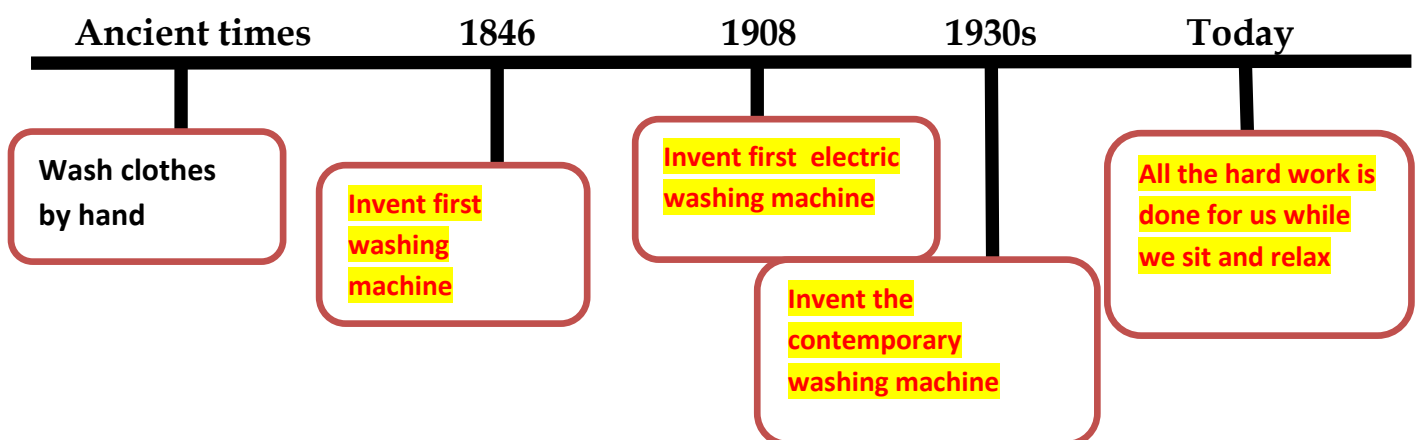 Ancient times 1846 1908 1930s Today
Wash clothes
by hand
Invent first
washing
machine
Invent first electric
washing machine
Invent the
contemporary
washing machine
All the hard work is
done for us while
we sit and relax